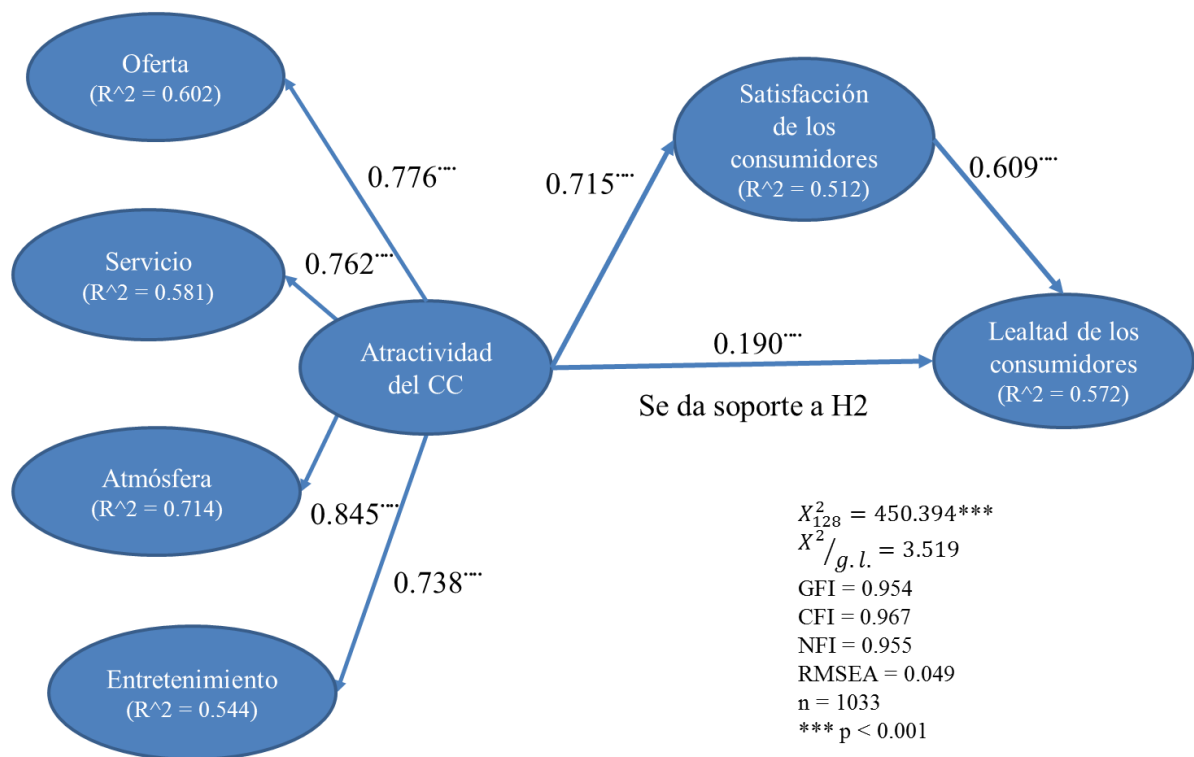 Oferta
(R^2 = 0.602)
Satisfacción
de los
consumidores
(R^2 = 0.512)
0.776****
0.715****
0.609****
Servicio
(R^2 = 0.581)
0.762****
Atractividad
del CC
0.190****
Se da soporte a H2
Lealtad de los
consumidores
(R^2 = 0.572)
Atmósfera
(R^2 = 0.714)
0.845****
0.738****
Entretenimiento
(R^2 = 0.544)
X²₁₂₈ = 450.394***
X²/g.l. = 3.519
GFI = 0.954
CFI = 0.967
NFI = 0.955
RMSEA = 0.049
n = 1033
*** p < 0.001